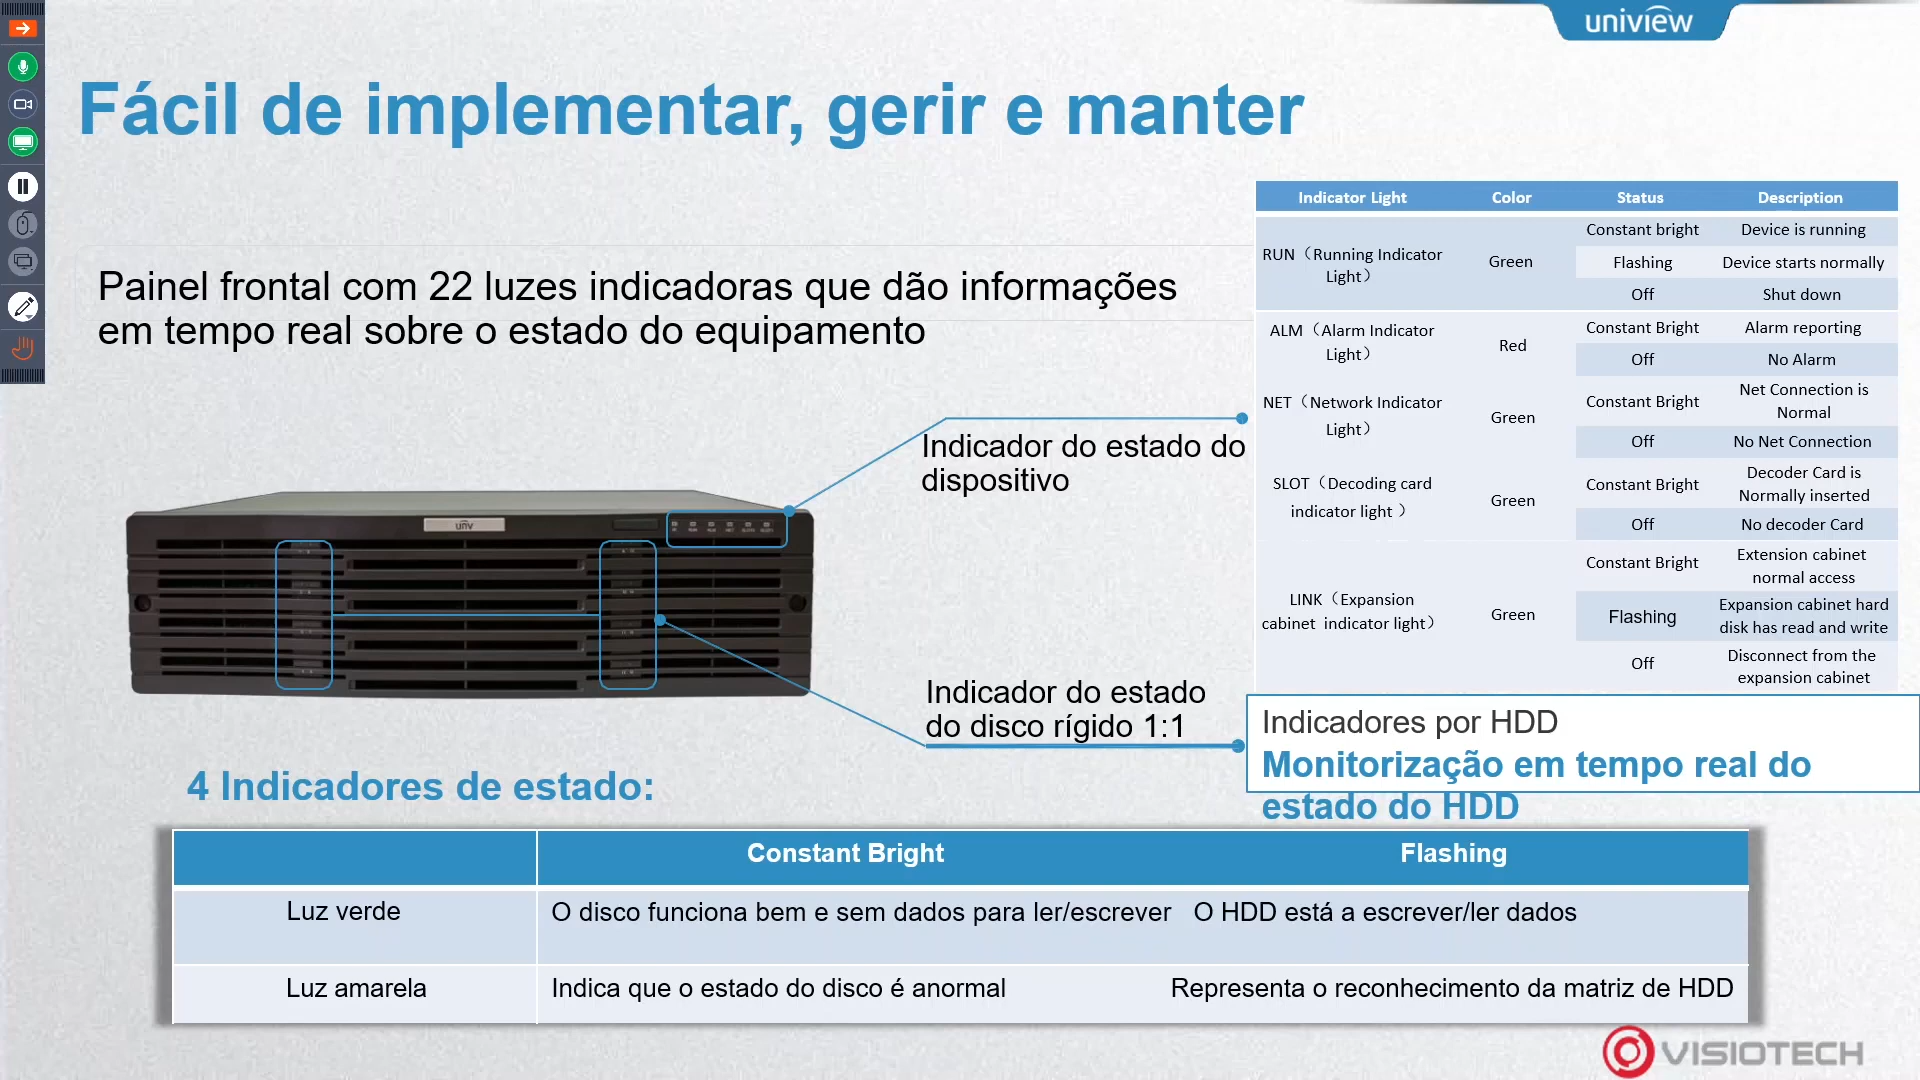 uniview
Fácil de implementar, gerir e manter
Painel frontal com 22 luzes indicadoras que dão informações
em tempo real sobre o estado do equipamento
Indicator Light Color Status Description
RUN（Running Indicator
Light）
Green
Constant bright Device is running
Flashing Device starts normally
Off Shut down
ALM（Alarm Indicator
Light）
Red
Constant Bright Alarm reporting
Off No Alarm
NET（Network Indicator
Light）
Green
Constant Bright
Net Connection is
Normal
Off No Net Connection
SLOT（Decoding card
indicator light ）
Green
Constant Bright
Decoder Card is
Normally inserted
Off No decoder Card
LINK（Expansion
cabinet indicator light）
Green
Constant Bright
Extension cabinet
normal access
Flashing
Expansion cabinet hard
disk has read and write
Off
Disconnect from the
expansion cabinet
Indicador do estado do
dispositivo
unv
Indicador do estado
do disco rígido 1:1
Indicadores por HDD
Monitorização em tempo real do
estado do HDD
4 Indicadores de estado:
Constant Bright Flashing
Luz verde O disco funciona bem e sem dados para ler/escrever O HDD está a escrever/ler dados
Luz amarela Indica que o estado do disco é anormal Representa o reconhecimento da matriz de HDD
VISIOTECH